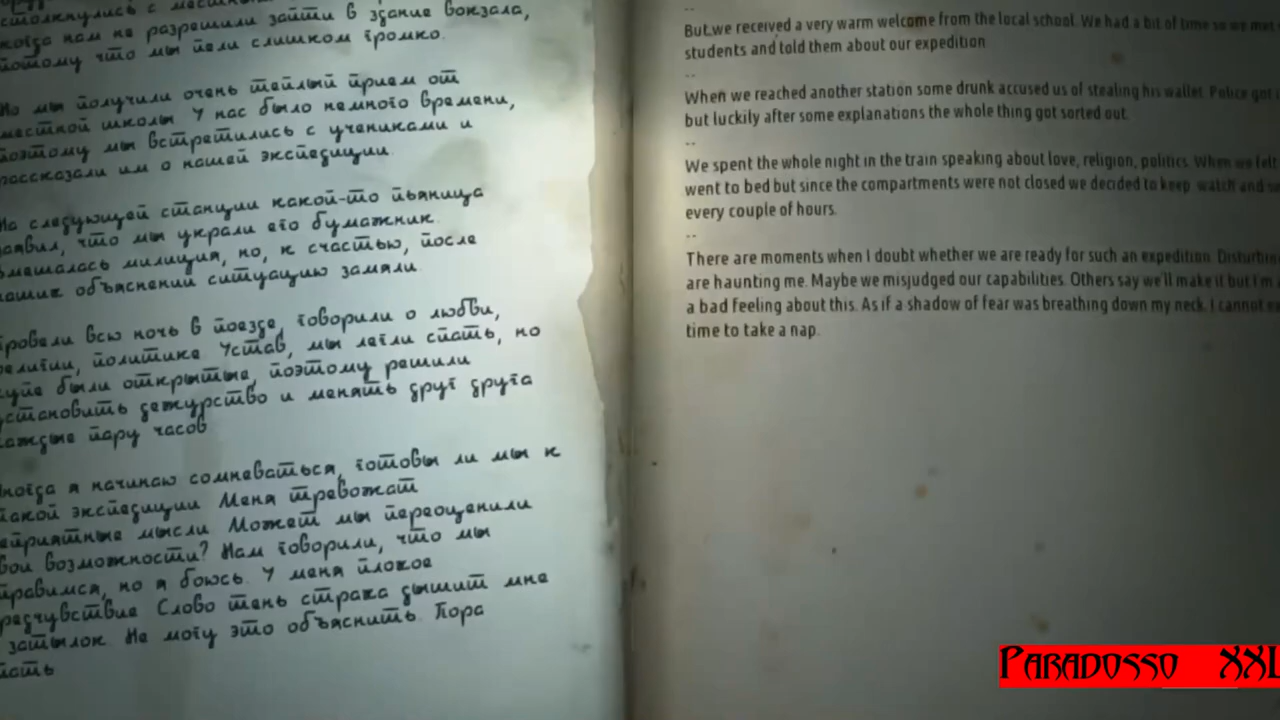 столкнулись с
когда нам не разрешили зайти в здание вокзала,
потому что мы пели слишком громко.
Но мы получили очень теплый прием от
местной школы У нас было немного времени,
поэтому мы встретились с учениками и
рассказали им о нашей экспедиции.
На следующей станции какой-то пьяница
заявил, что мы украли его бумажник.
вмешалась милиция, но, к счастью, после
наших объяснений ситуацию замяли.
провели всю ночь в поезде, говорили о любви,
религии, политике Устав, мы легли спать, но
купе были открытые, поэтому решили
установить дежурство и менять друг друга
каждые пару часов
Иногда я начинаю сомневаться, готовы ли мы к
такой экспедиции Меня тревожат
неприятные мысли Может мы переоценили
свои возможности? Нам говорили, что мы
справимся, но я боюсь. У меня плохое
предчувствие Слово тень страха дышит мне
в затылок. Не могу это объяснить. Пора
спать
--
But we received a very warm welcome from the local school. We had a bit of time so we met
students and told them about our expedition
--
When we reached another station some drunk accused us of stealing his wallet. Police got
but luckily after some explanations the whole thing got sorted out.
--
We spent the whole night in the train speaking about love, religion, politics. When we felt
went to bed but since the compartments were not closed we decided to keep watch and
every couple of hours.
--
There are moments when I doubt whether we are ready for such an expedition. Disturbing
are haunting me. Maybe we misjudged our capabilities. Others say we'll make it but I'm
a bad feeling about this. As if a shadow of fear was breathing down my neck. I cannot
time to take a nap.
Paradosso XXL